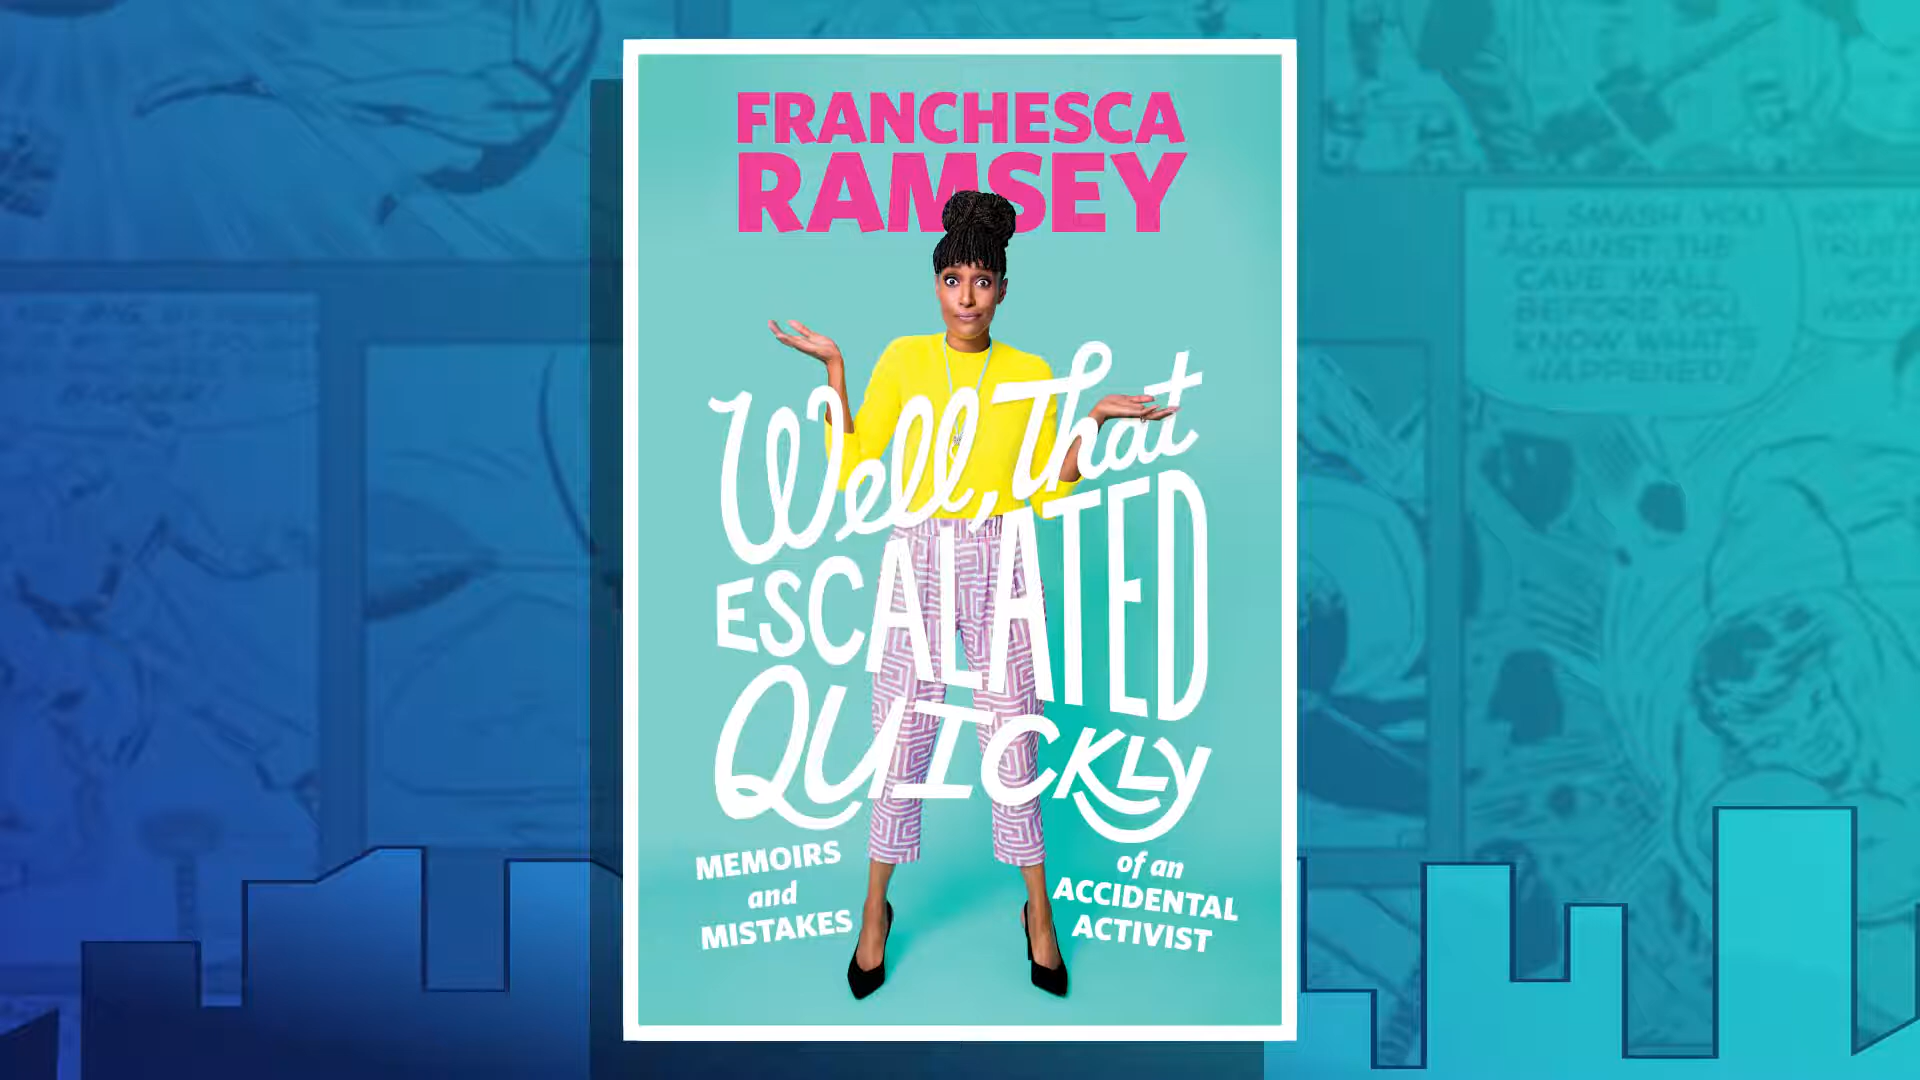 FRANCHESCA
RAMSEY
Well, That
ESCALATED
QUICKLY
MEMOIRS
and
MISTAKES
of an
ACCIDENTAL
ACTIVIST
I'LL SMASH YOU
AGAINST THE
CAVE WALL
BEFORE YOU
KNOW WHAT'S
HAPPENED!